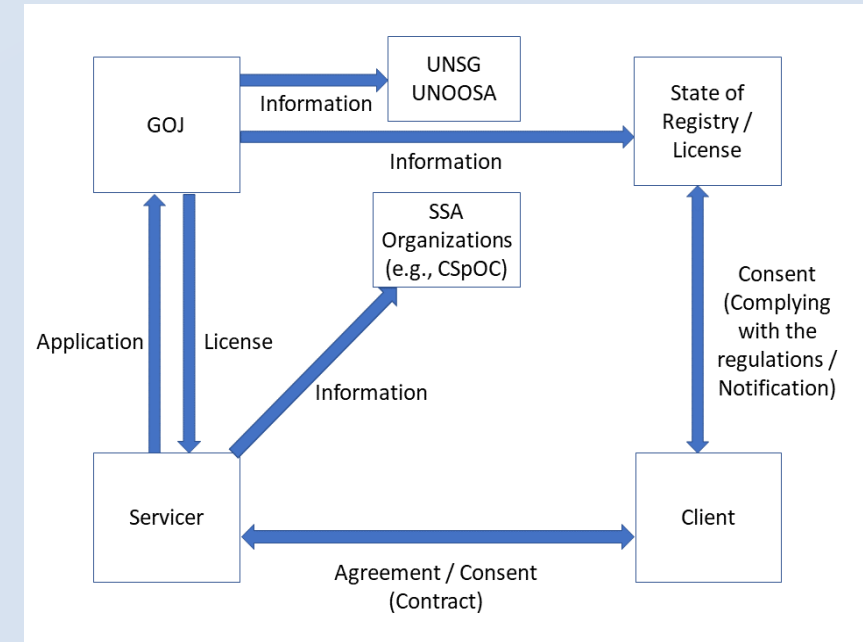 UNSG
UNOOSA
GOJ
Information
State of
Registry /
License
Information
SSA
Organizations
(e.g., CSpOC)
Consent
(Complying
with the
regulations /
Notification)
Application
License
Information
Servicer
Client
Agreement / Consent
(Contract)